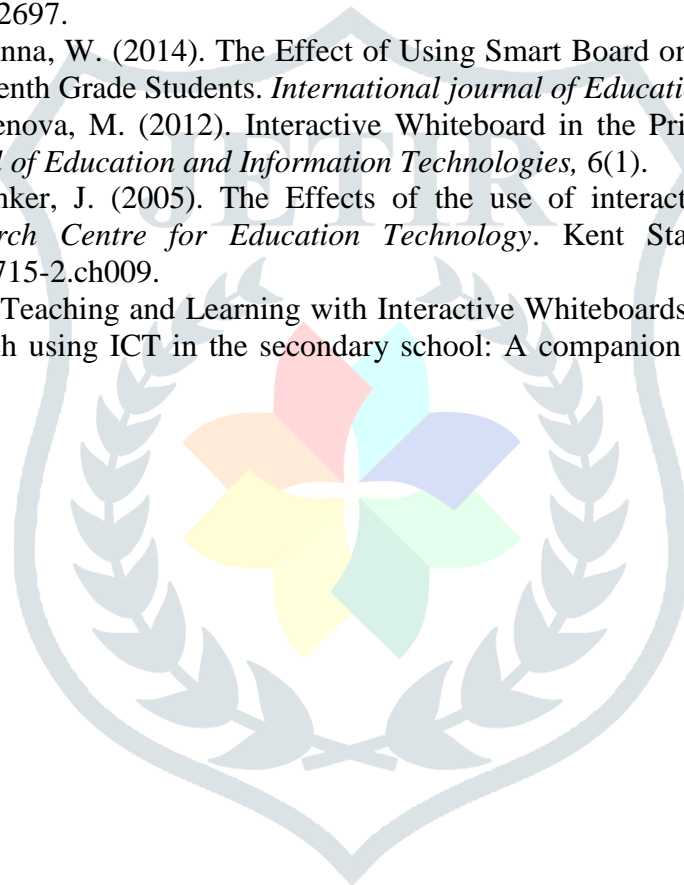 2697.
nna, W. (2014). The Effect of Using Smart Board on
enth Grade Students. International journal of Educati
enova, M. (2012). Interactive Whiteboard in the Pri
l of Education and Information Technologies, 6(1).
nker, J. (2005). The Effects of the use of interact
rch Centre for Education Technology. Kent Sta
715-2.ch009.
Teaching and Learning with Interactive Whiteboards
h using ICT in the secondary school: A companion
JETIR